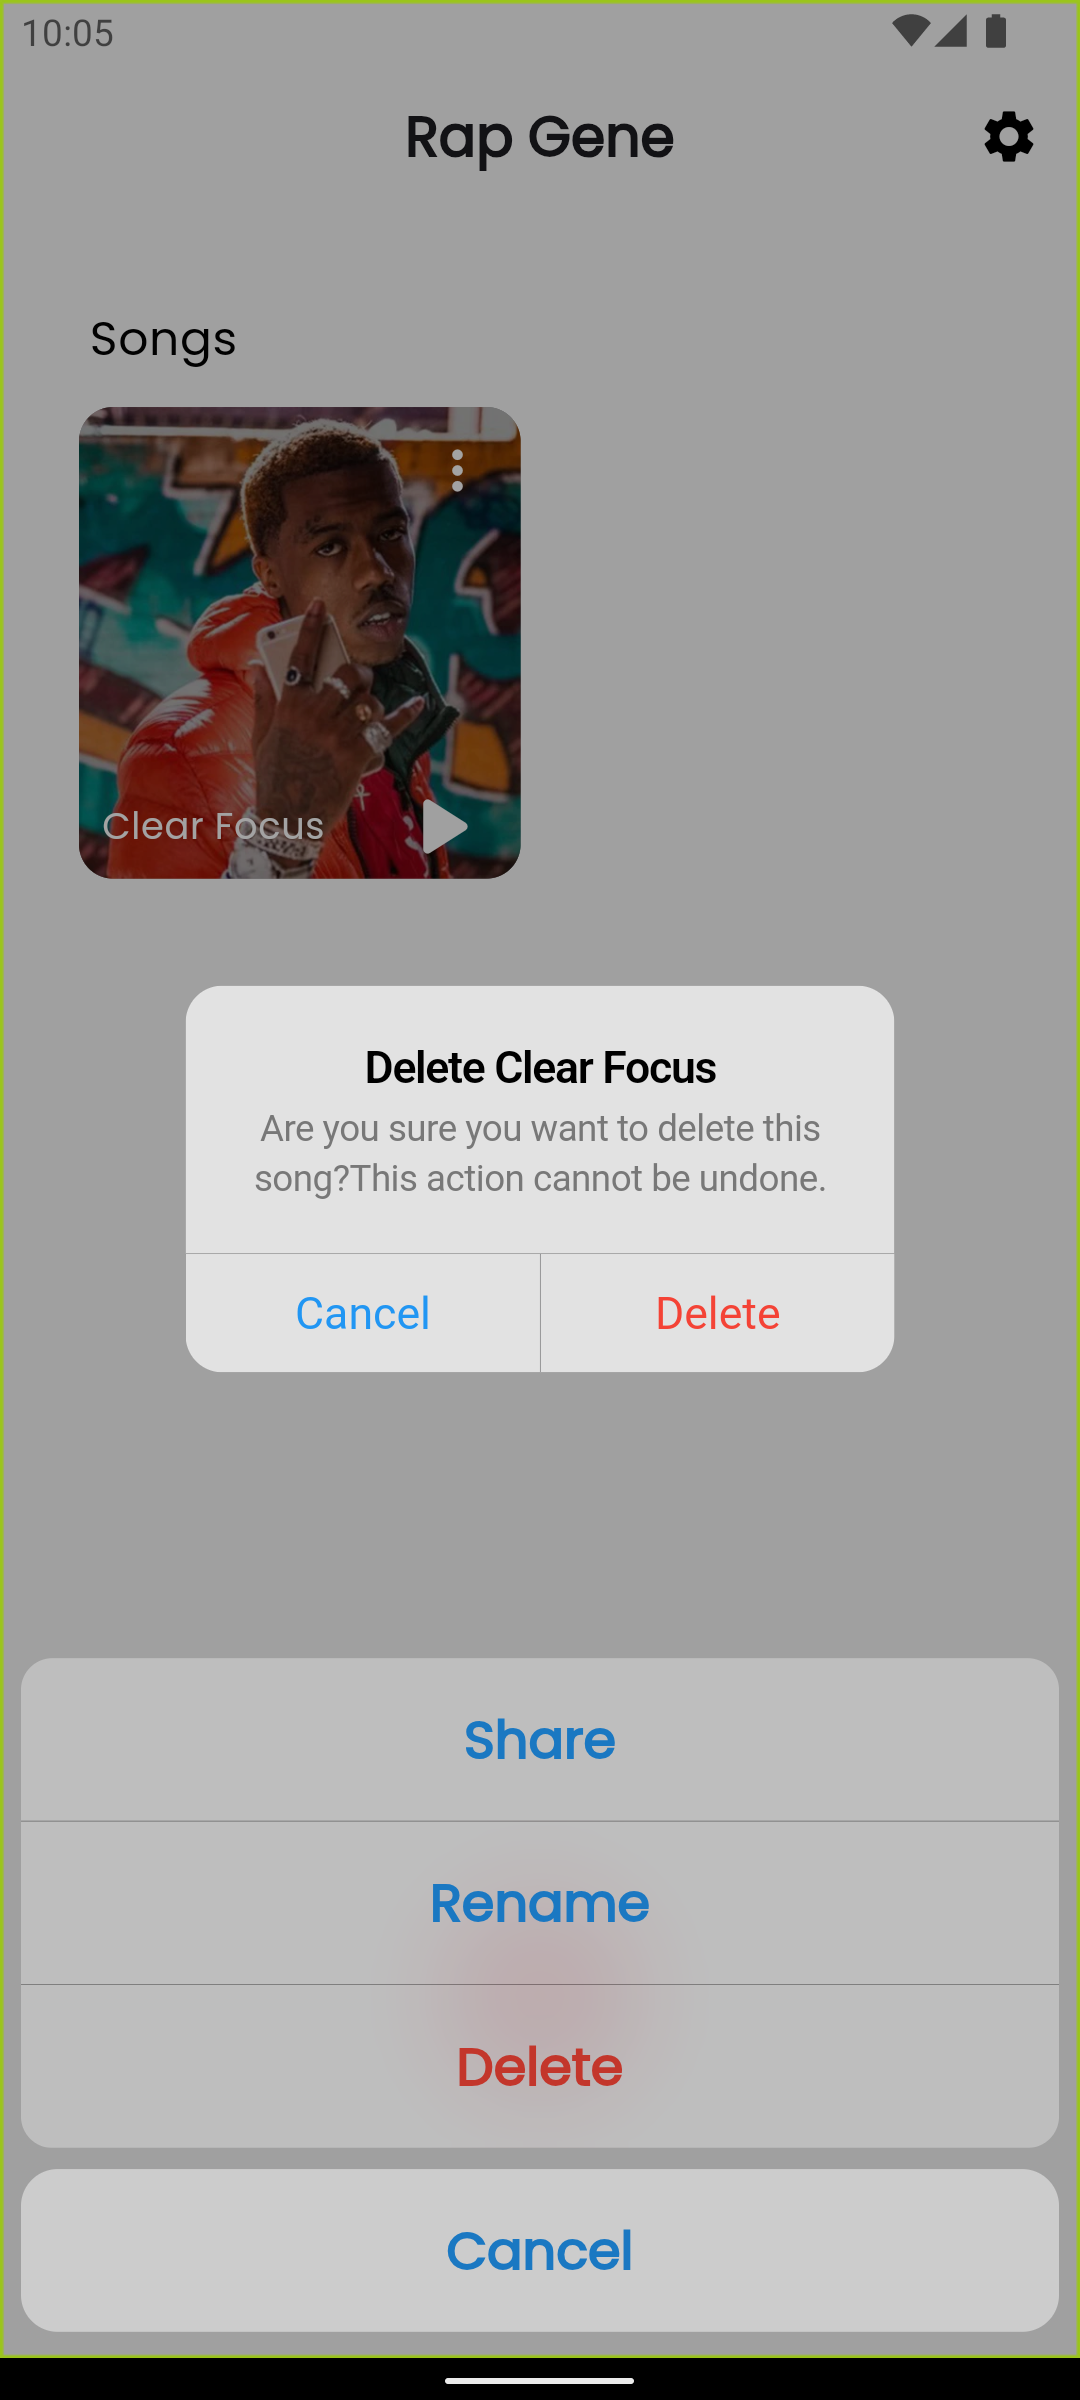 10:05
Rap Gene
Songs
Clear Focus
Delete Clear Focus
Are you sure you want to delete this
song?This action cannot be undone.
Cancel
Delete
Share
Rename
Delete
Cancel